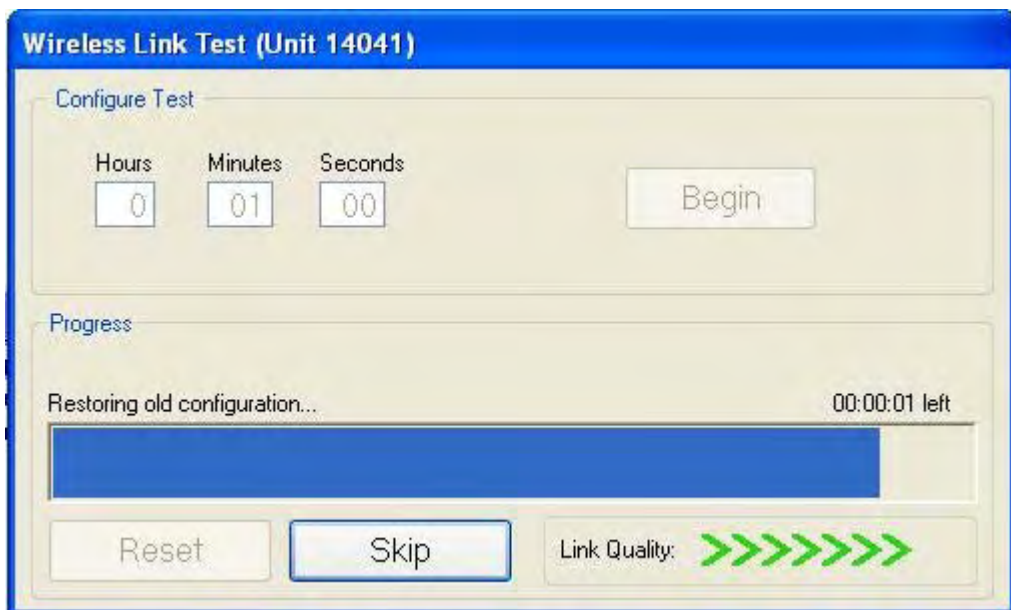 Wireless Link Test (Unit 14041)
Configure Test
Hours Minutes Seconds
0 01 00
Begin
Progress
Restoring old configuration... 00:00:01 left
Reset Skip Link Quality: >>>>>>>